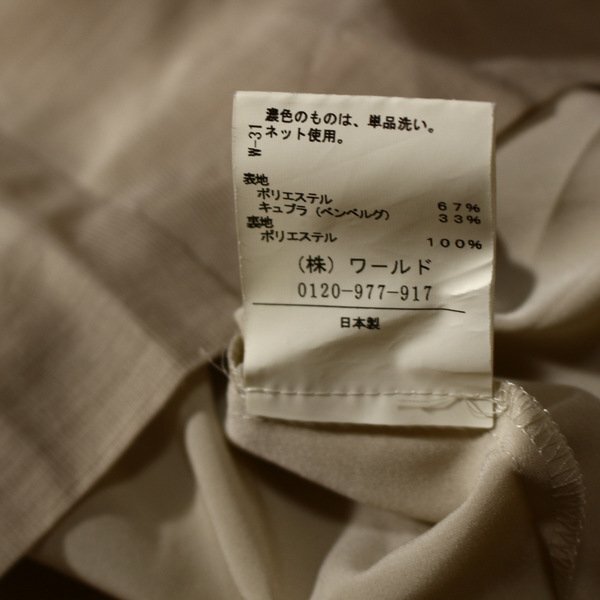 濃色のものは、単品洗い。
ネット使用。
W-31
表地
ポリエステル 67%
キュプラ（ベンベルグ） 33%
裏地
ポリエステル 100%
（株）ワールド
0120-977-917
日本製